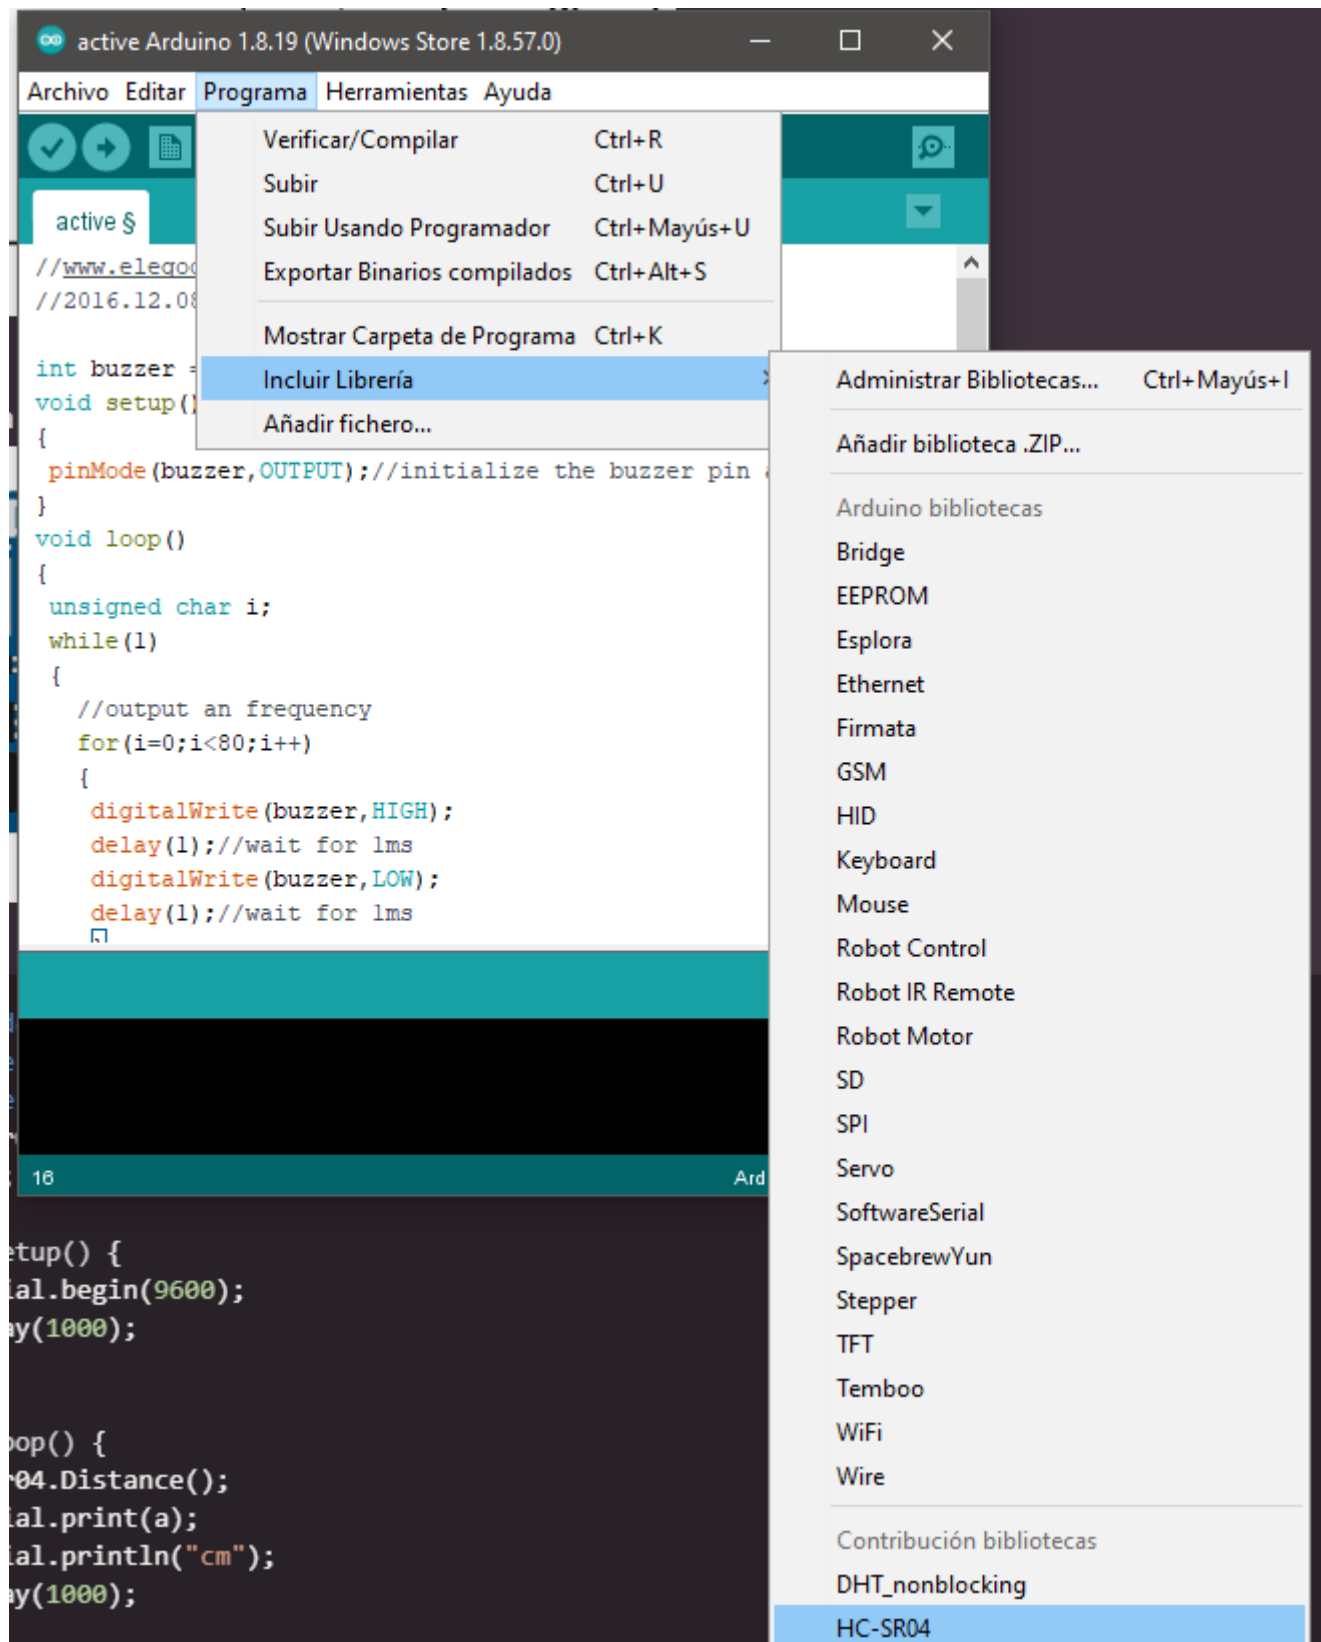 active Arduino 1.8.19 (Windows Store 1.8.57.0)
Archivo Editar Programa Herramientas Ayuda
Verificar/Compilar Ctrl+R
Subir Ctrl+U
Subir Usando Programador Ctrl+Mayús+U
Exportar Binarios compilados Ctrl+Alt+S
Mostrar Carpeta de Programa Ctrl+K
Incluir Librería
Añadir fichero...
active §
//www.elegoo
//2016.12.08
int buzzer =
void setup()
{
pinMode(buzzer,OUTPUT);//initialize the buzzer pin
}
void loop()
{
unsigned char i;
while(1)
{
//output an frequency
for(i=0;i<80;i++)
{
digitalWrite(buzzer,HIGH);
delay(1);//wait for 1ms
digitalWrite(buzzer,LOW);
delay(1);//wait for 1ms
16 Ard
Administrar Bibliotecas... Ctrl+Mayús+I
Añadir biblioteca .ZIP...
Arduino bibliotecas
Bridge
EEPROM
Esplora
Ethernet
Firmata
GSM
HID
Keyboard
Mouse
Robot Control
Robot IR Remote
Robot Motor
SD
SPI
Servo
SoftwareSerial
SpacebrewYun
Stepper
TFT
Temboo
WiFi
Wire
Contribución bibliotecas
DHT_nonblocking
HC-SR04
etup() {
ial.begin(9600);
ay(1000);
oop() {
r04.Distance();
ial.print(a);
ial.println("cm");
ay(1000);